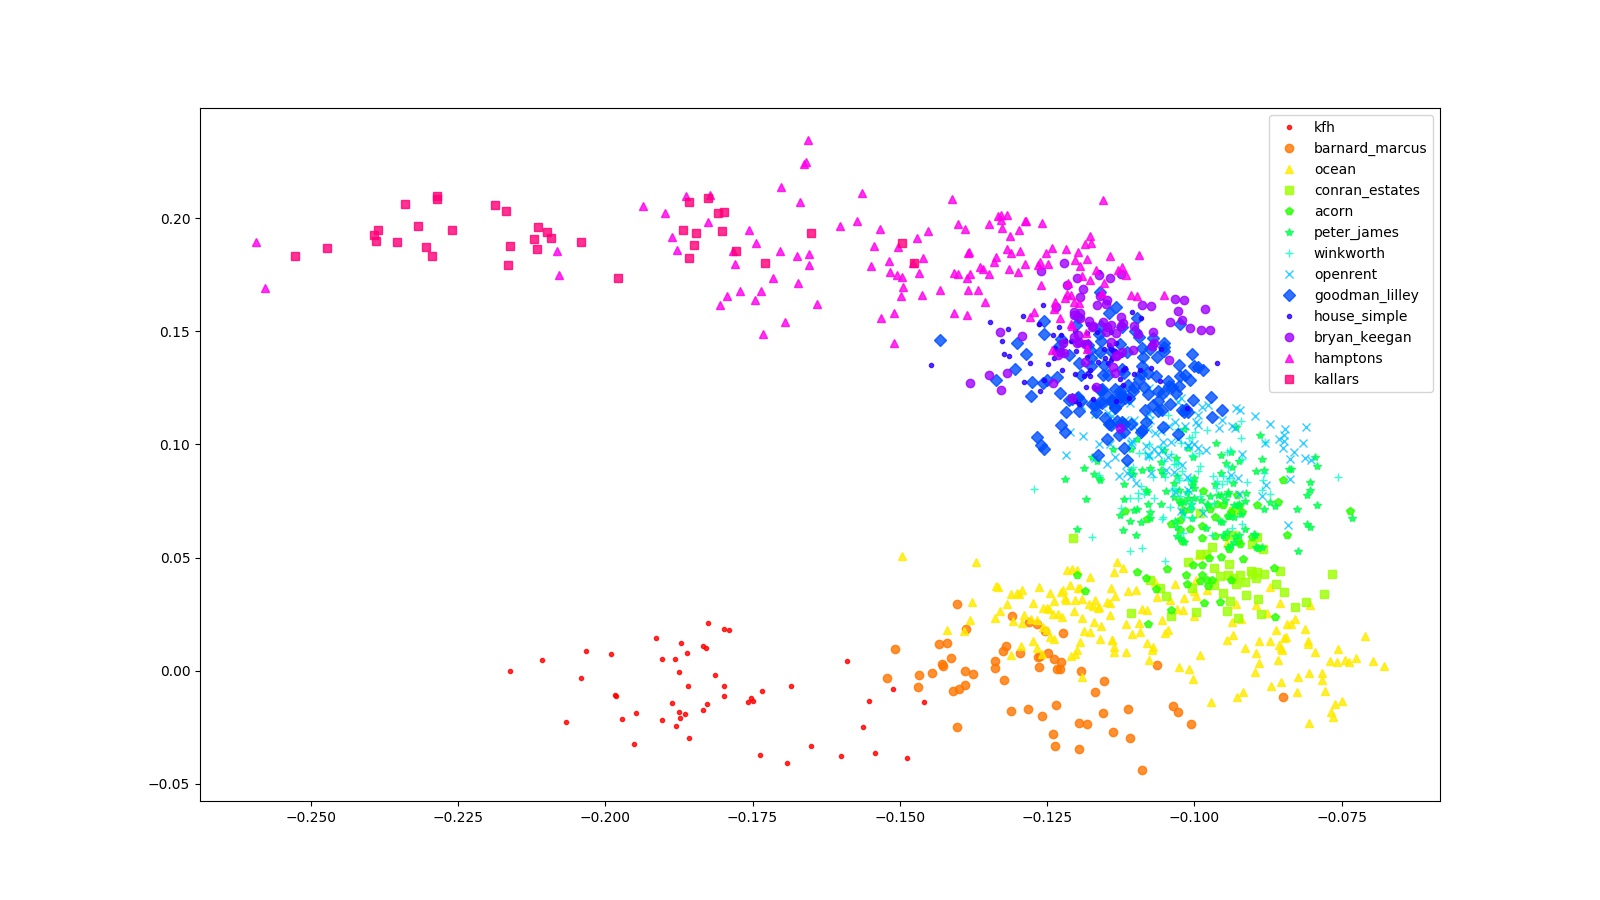 kfh
barnard_marcus
ocean
conran_estates
acorn
peter_james
winkworth
openrent
goodman_lilley
house_simple
bryan_keegan
hamptons
kallars
0.20
0.15
0.10
0.05
0.00
−0.05
−0.250 −0.225 −0.200 −0.175 −0.150 −0.125 −0.100 −0.075